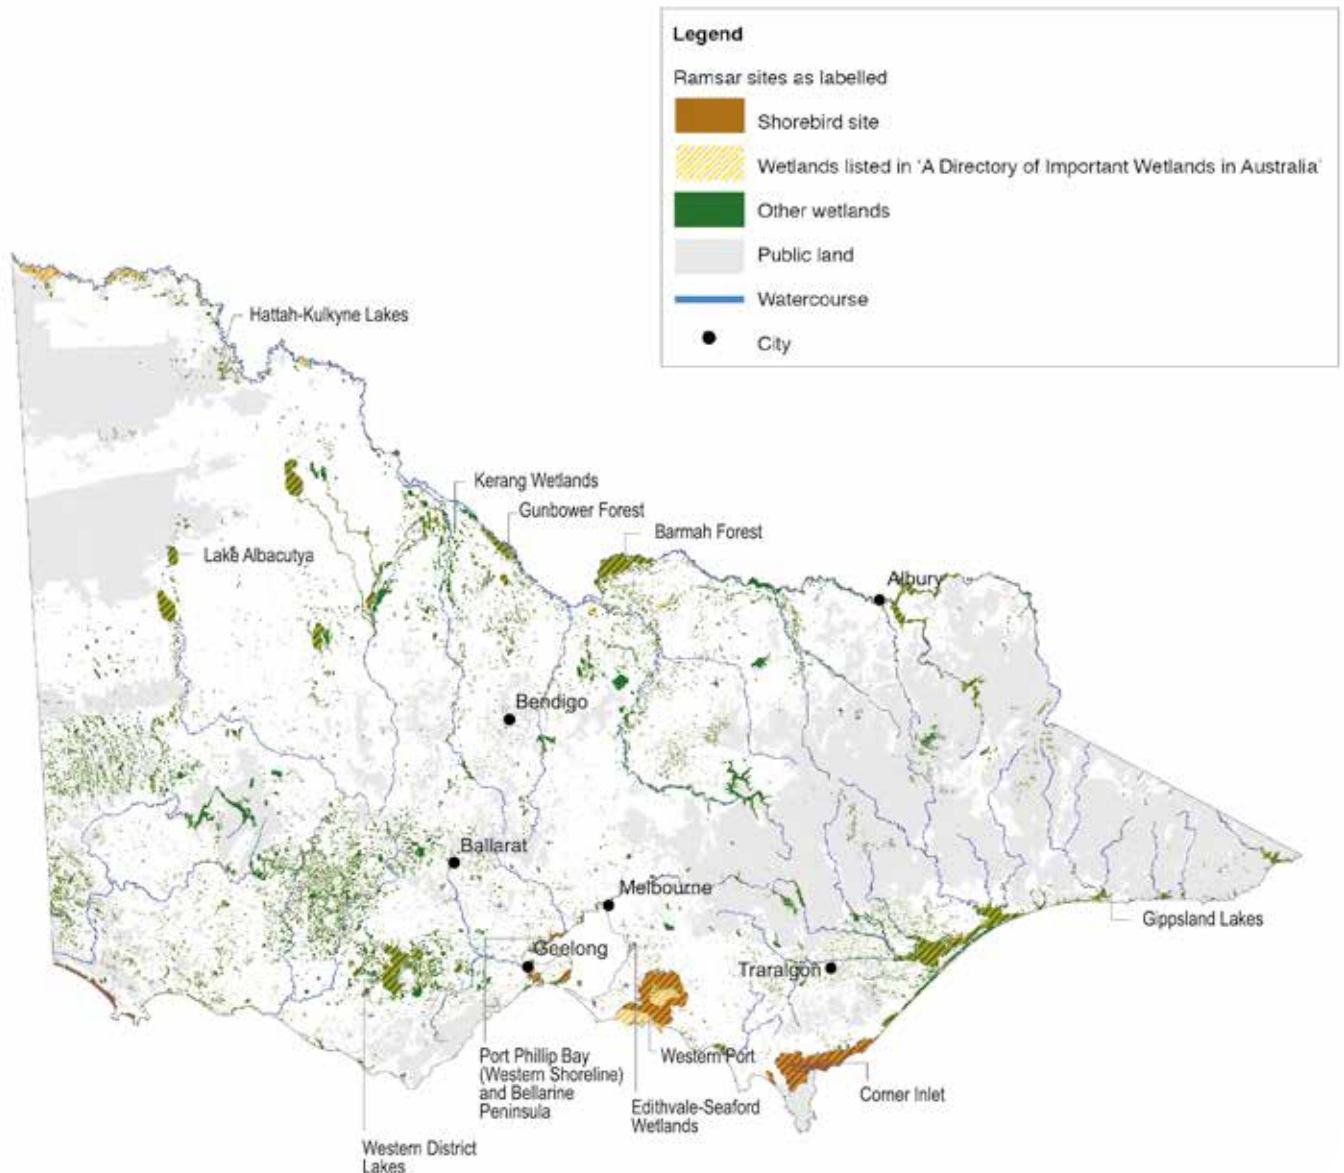 Legend
Ramsar sites as labelled
Shorebird site
Wetlands listed in 'A Directory of Important Wetlands in Australia'
Other wetlands
Public land
Watercourse
City
Hattah-Kulkyne Lakes
Kerang Wetlands
Gunbower Forest
Barmah Forest
Lake Albacutya
Albury
Bendigo
Ballarat
Melbourne
Gippsland Lakes
Geelong
Traralgon
Port Phillip Bay
(Western Shoreline)
and Bellarine
Peninsula
Western Port
Edithvale-Seaford
Wetlands
Corner Inlet
Western District
Lakes